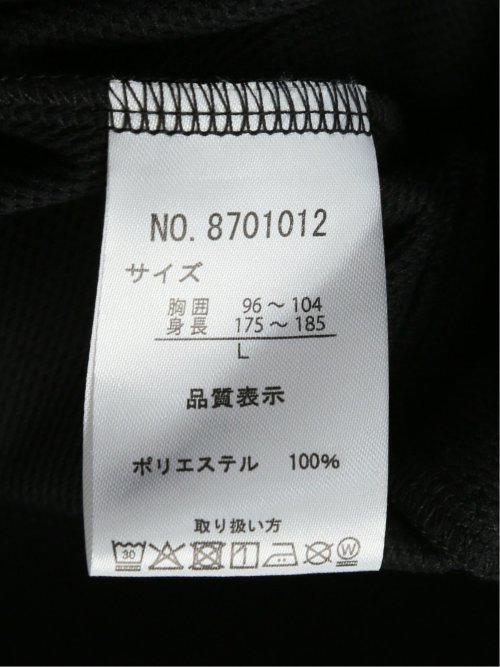 NO. 8701012
サイズ
胸囲 96～104
身長 175～185
L
品質表示
ポリエステル 100%
取り扱い方
30 W